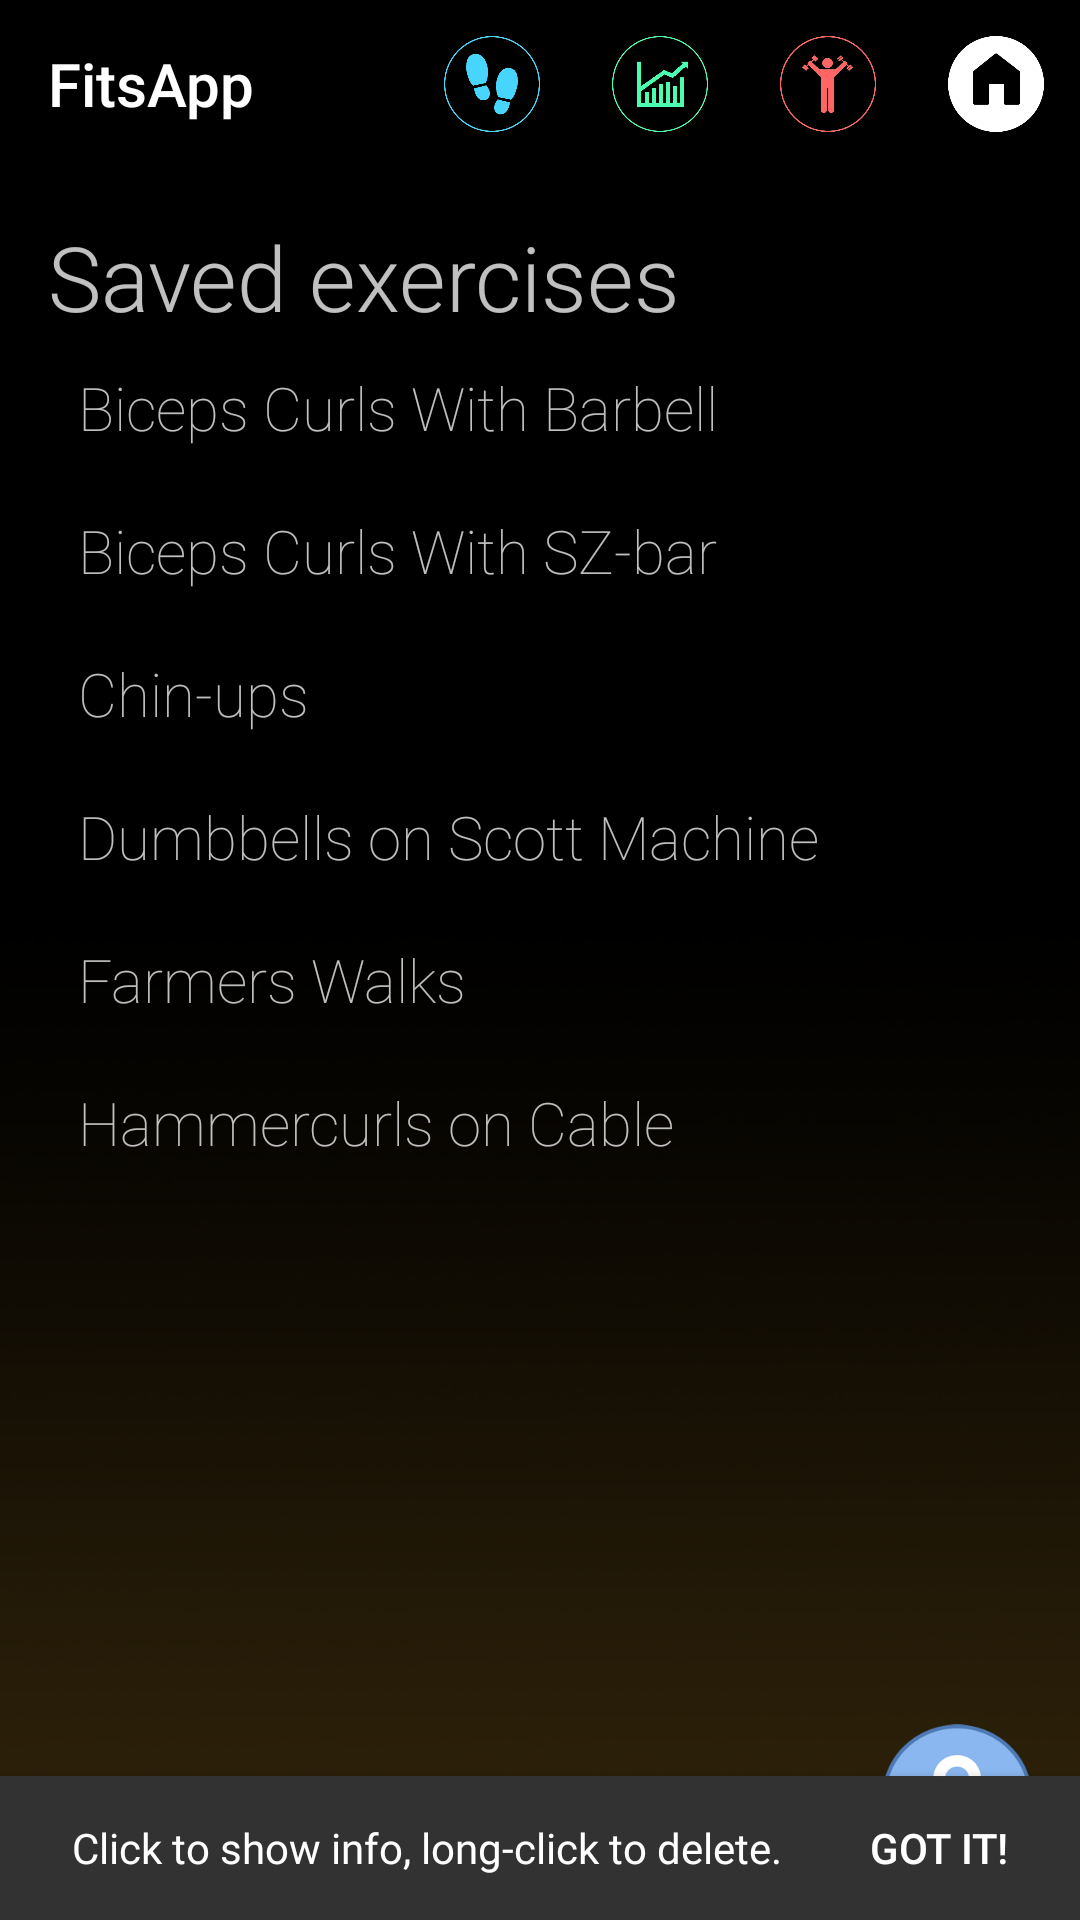 FitsApp
Saved exercises
Biceps Curls With Barbell
Biceps Curls With SZ-bar
Chin-ups
Dumbbells on Scott Machine
Farmers Walks
Hammercurls on Cable
Click to show info, long-click to delete. GOT IT!